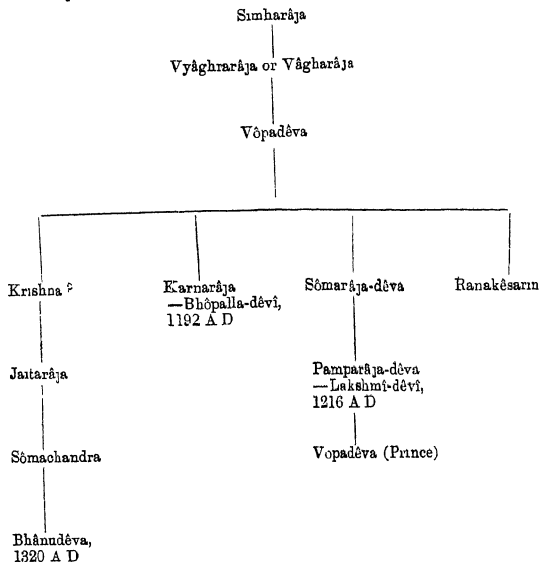 Simharâja
Vyâghrarâja or Vâgharâja
Vôpadêva
Krishna ?
Karnarâja
—Bhôpalla-dêvî,
1192 A D
Sômarâja-dêva
Ranakêsarin
Jaitarâja
Pamparâja-dêva
—Lakshmî-dêvî,
1216 A D
Sômachandra
Vopadêva (Prince)
Bhânudêva,
1320 A D